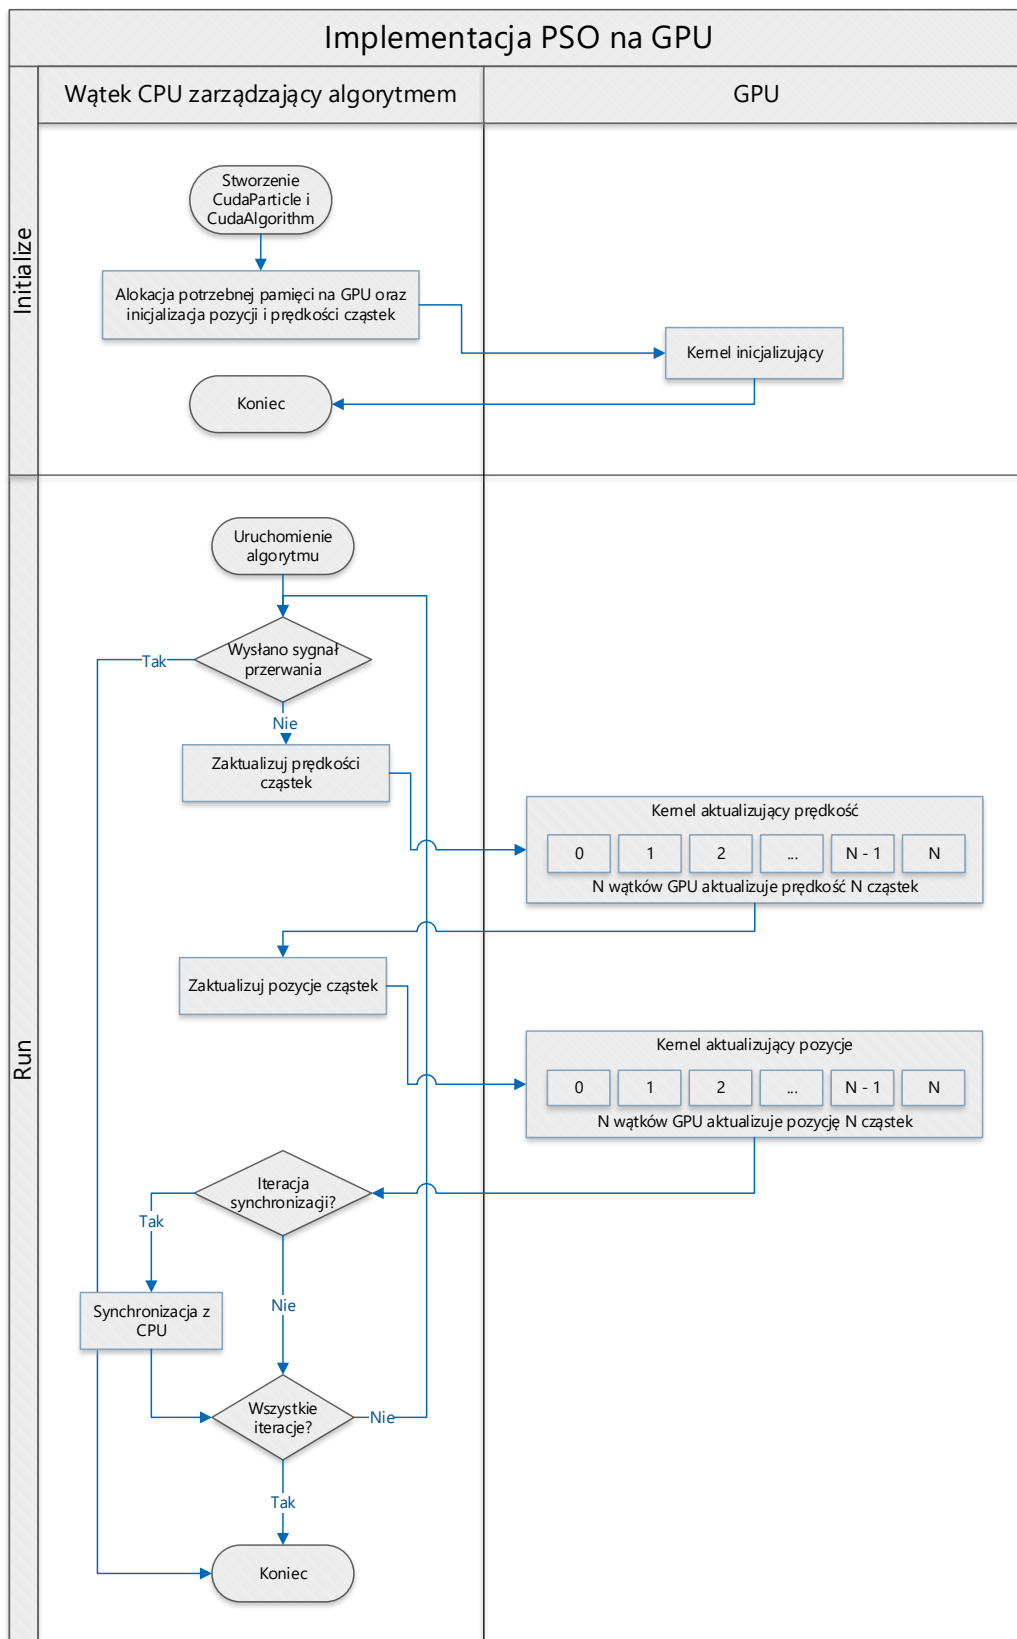 Implementacja PSO na GPU
Wątek CPU zarządzający algorytmem
GPU
Initialize
Stworzenie
CudaParticle i
CudaAlgorithm
Alokacja potrzebnej pamięci na GPU oraz
inicjalizacja pozycji i prędkości cząstek
Kernel inicjalizujący
Koniec
Run
Uruchomienie
algorytmu
Wysłano sygnał
przerwania
Tak
Nie
Zaktualizuj prędkości
cząstek
Kernel aktualizujący prędkość
0 1 2 ... N - 1 N
N wątków GPU aktualizuje prędkość N cząstek
Zaktualizuj pozycje cząstek
Kernel aktualizujący pozycje
0 1 2 ... N - 1 N
N wątków GPU aktualizuje pozycję N cząstek
Iteracja
synchronizagi?
Tak
Nie
Synchronizacja z
CPU
Wszystkie
iteracje?
Nie
Tak
Koniec